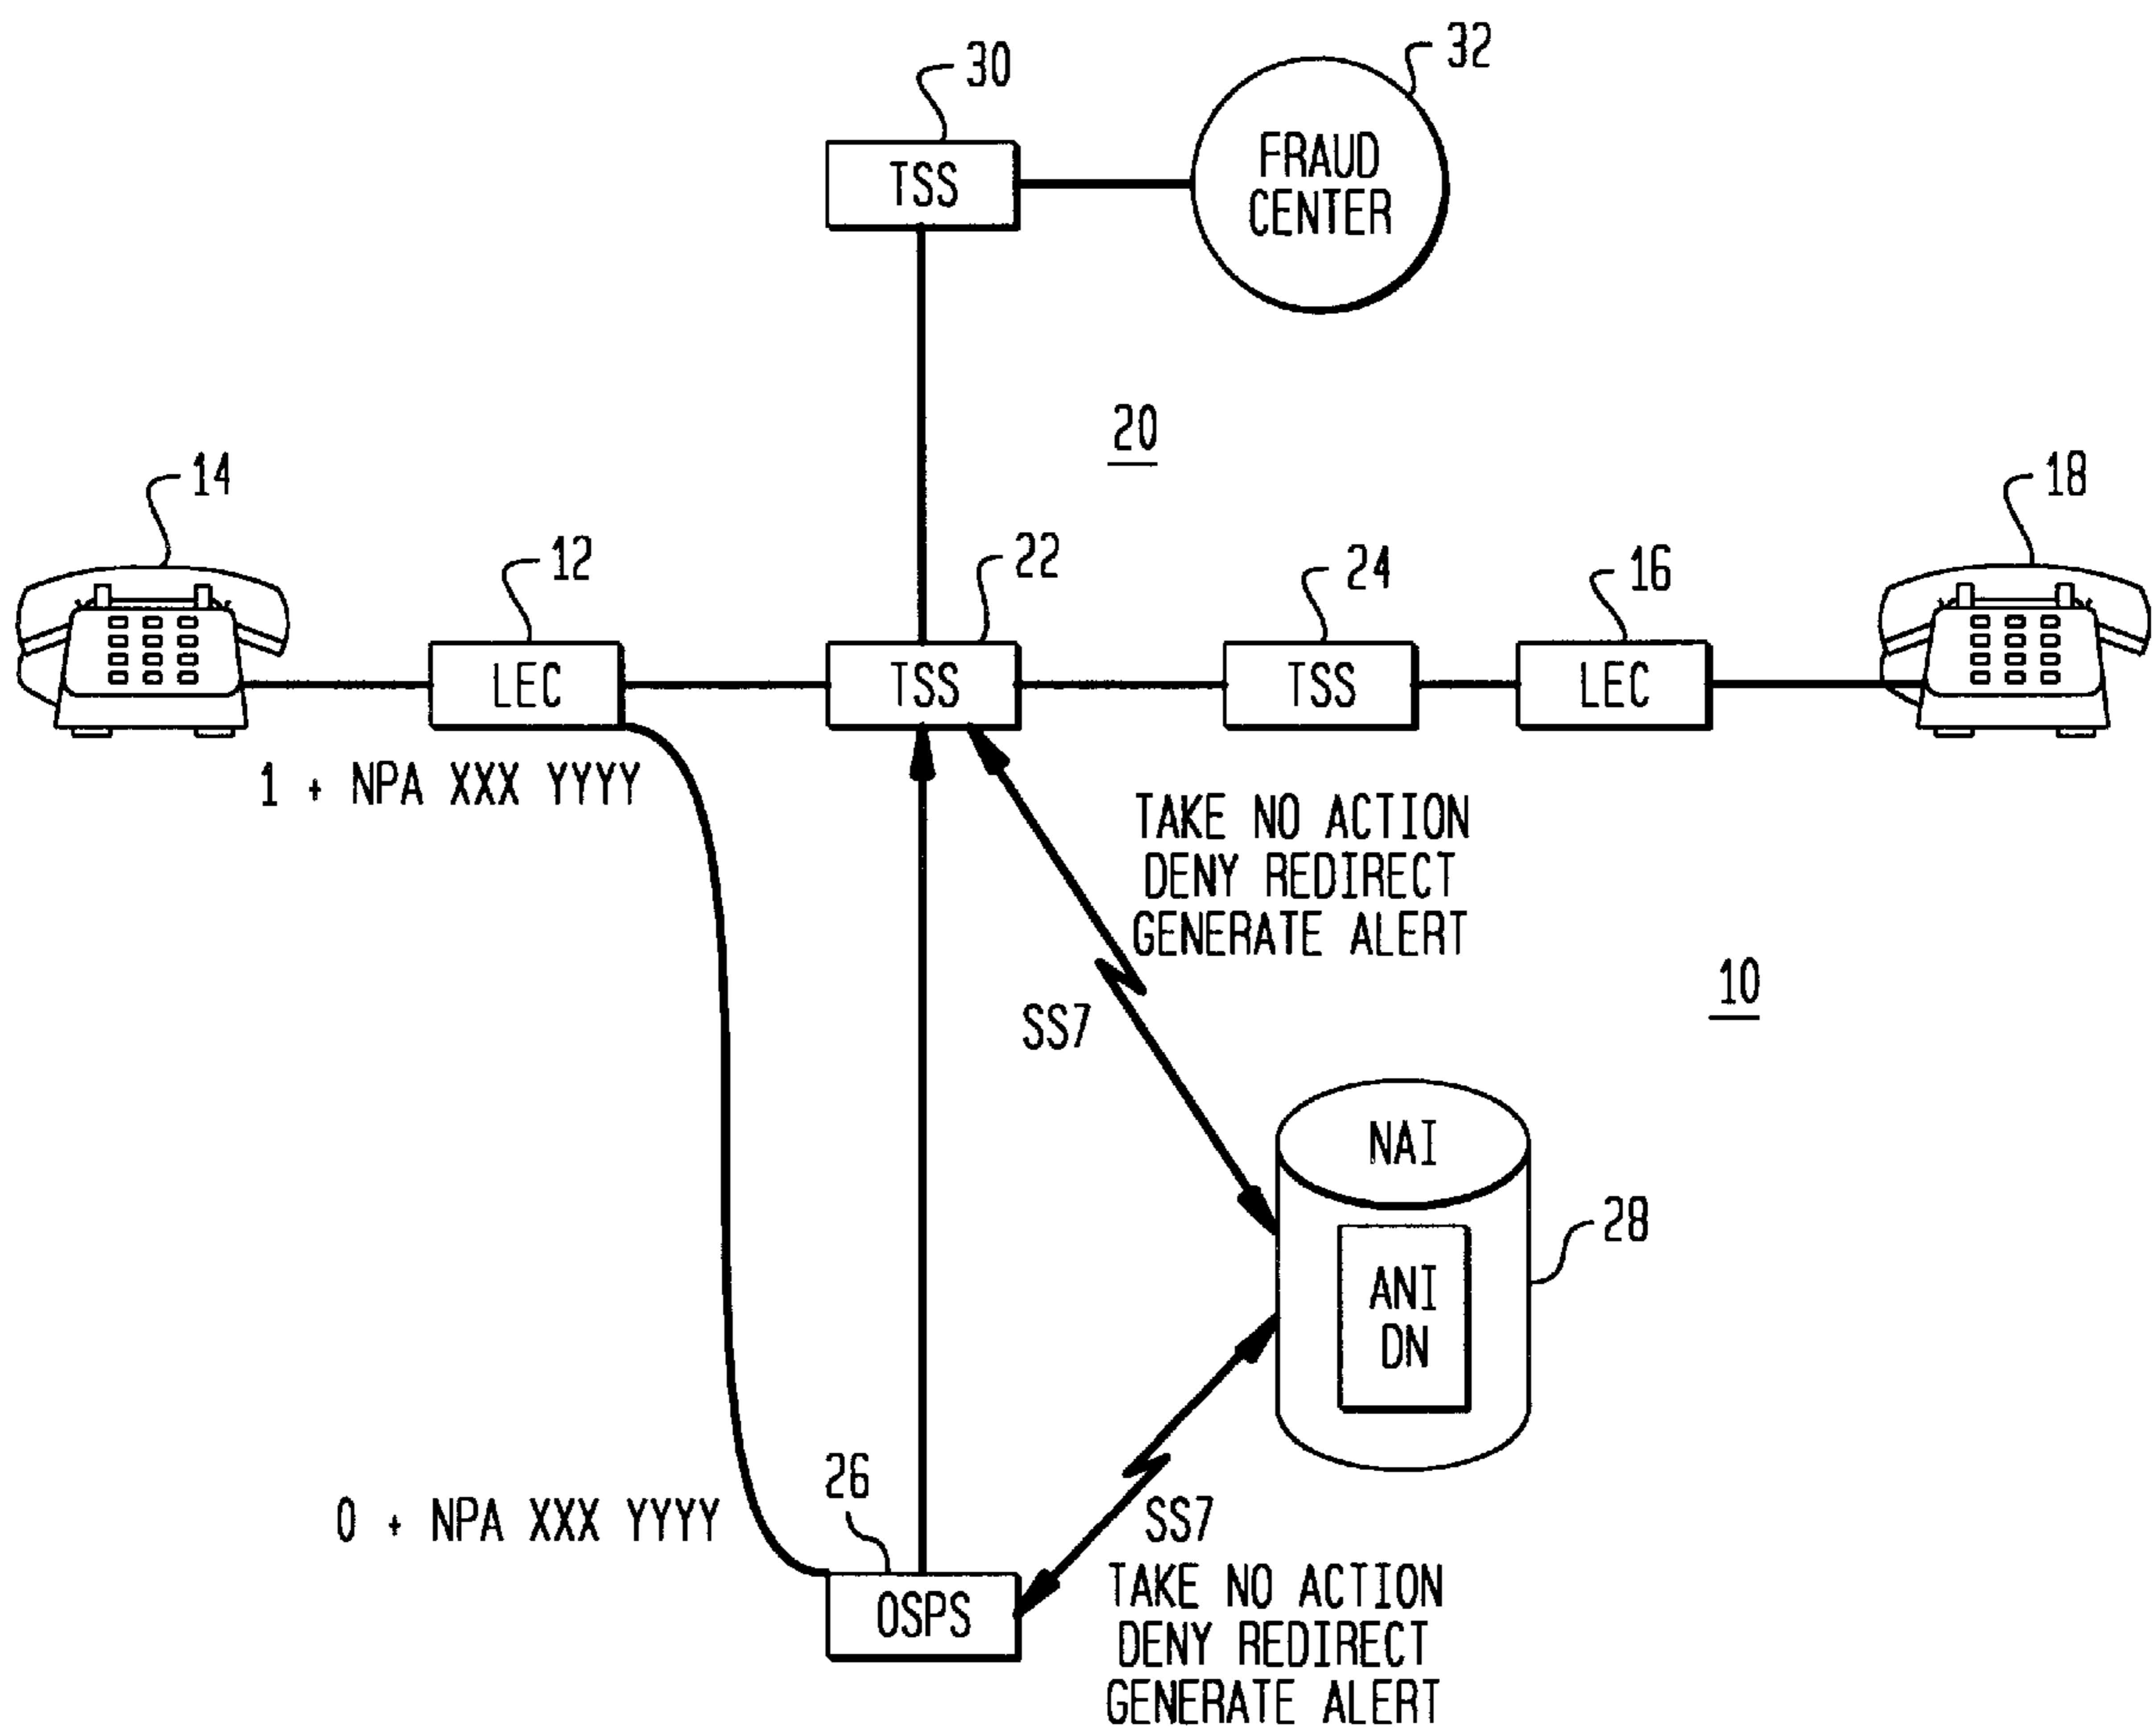 30
32
TSS
FRAUD
CENTER
20
14
18
12
22
24
16
LEC
TSS
TSS
LEC
1 + NPA XXX YYYY
TAKE NO ACTION
DENY REDIRECT
GENERATE ALERT
10
SS7
NAI
28
ANI
DN
26
0 + NPA XXX YYYY
SS7
OSPS
TAKE NO ACTION
DENY REDIRECT
GENERATE ALERT